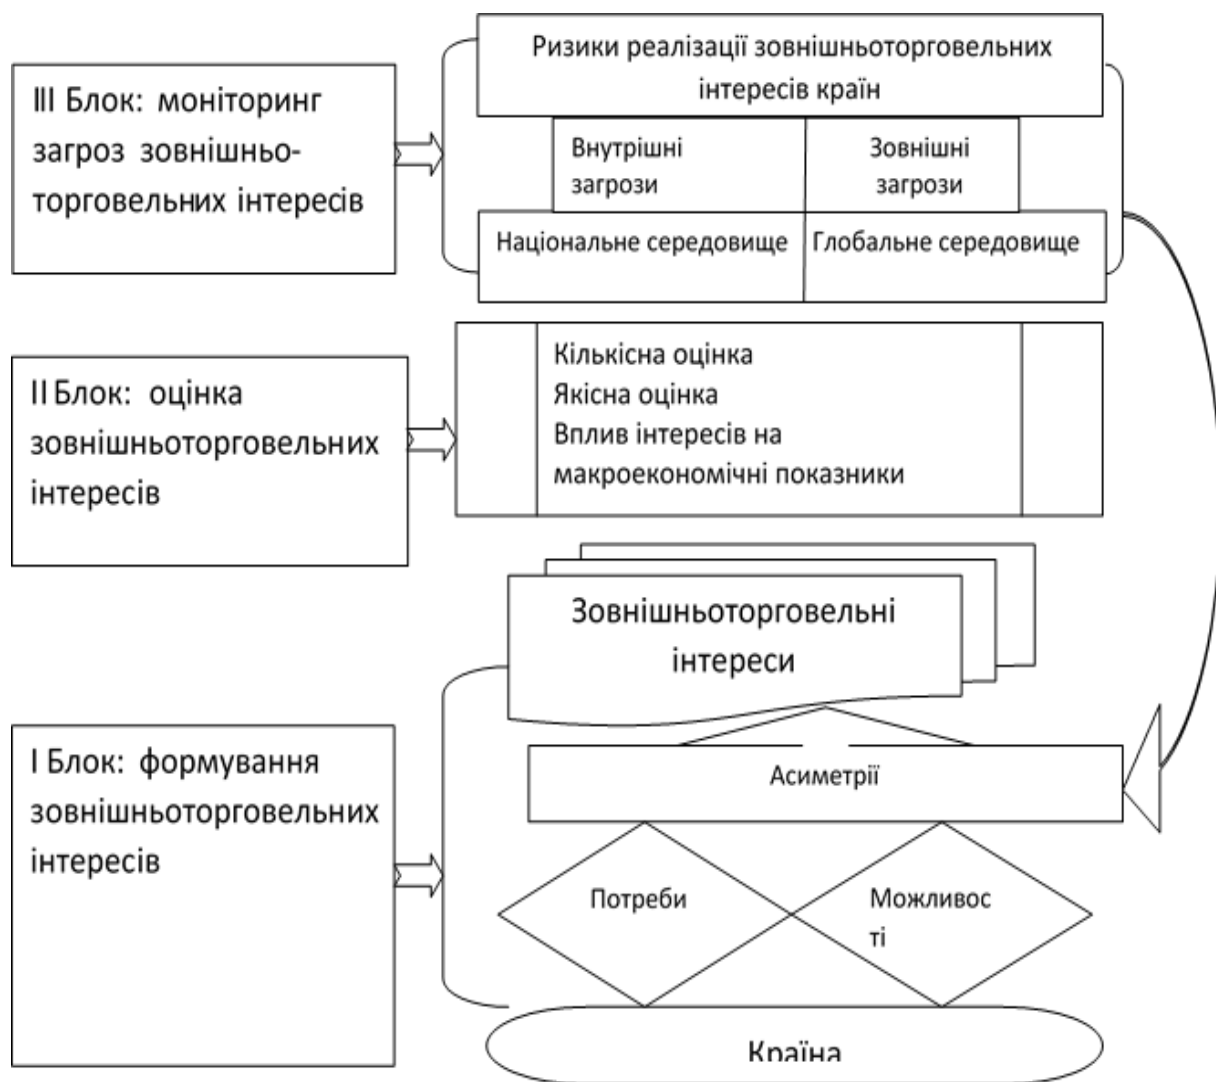 Ризики реалізації зовнішньоторговельних
інтересів країн
III Блок: моніторинг
загроз зовнішньо-
торговельних інтересів
Внутрішні
загрози
Зовнішні
загрози
Національне середовище
Глобальне середовище
II Блок: оцінка
зовнішньоторговельних
інтересів
Кількісна оцінка
Якісна оцінка
Вплив інтересів на
макроекономічні показники
Зовнішньоторговельні
інтереси
I Блок: формування
зовнішньоторговельних
інтересів
Асиметрії
Потреби
Можливос
ті
Країна